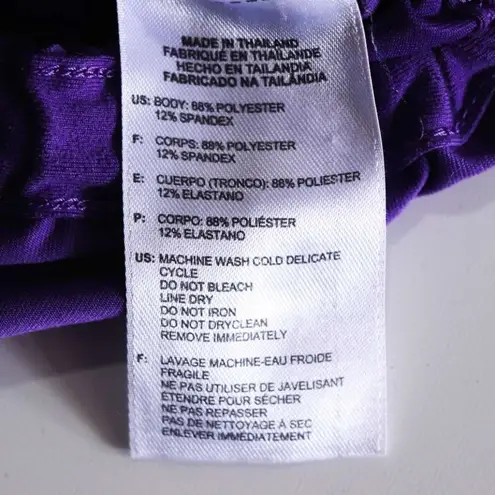 MADE IN THAILAND
FABRIQUÉ EN THAÏLANDE
HECHO EN TAILANDIA
FABRICADO NA TAILÂNDIA
US: BODY: 88% POLYESTER
12% SPANDEX
F: CORPS: 88% POLYESTER
12% SPANDEX
E: CUERPO (TRONCO): 88% POLIESTER
12% ELASTANO
P: CORPO: 88% POLIÉSTER
12% ELASTANO
US: MACHINE WASH COLD DELICATE
CYCLE
DO NOT BLEACH
LINE DRY
DO NOT IRON
DO NOT DRYCLEAN
REMOVE IMMEDIATELY
F: LAVAGE MACHINE-EAU FROIDE
FRAGILE
NE PAS UTILISER DE JAVELISANT
ÉTENDRE POUR SÉCHER
NE PAS REPASSER
PAS DE NETTOYAGE À SEC
ENLEVER IMMÉDIATEMENT